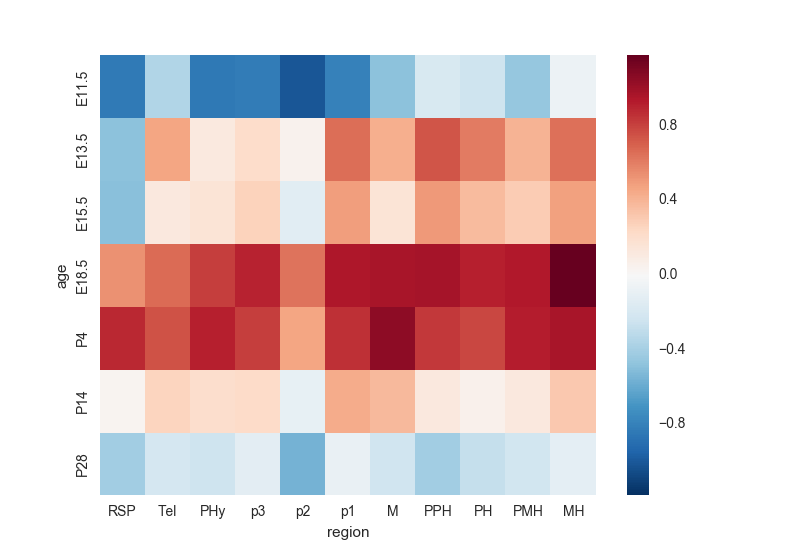 E11.5
E13.5
E15.5
E18.5
P4
P14
P28
age
RSP Tel PHy p3 p2 p1 M PPH PH PMH MH
region
0.8
0.4
0.0
−0.4
−0.8